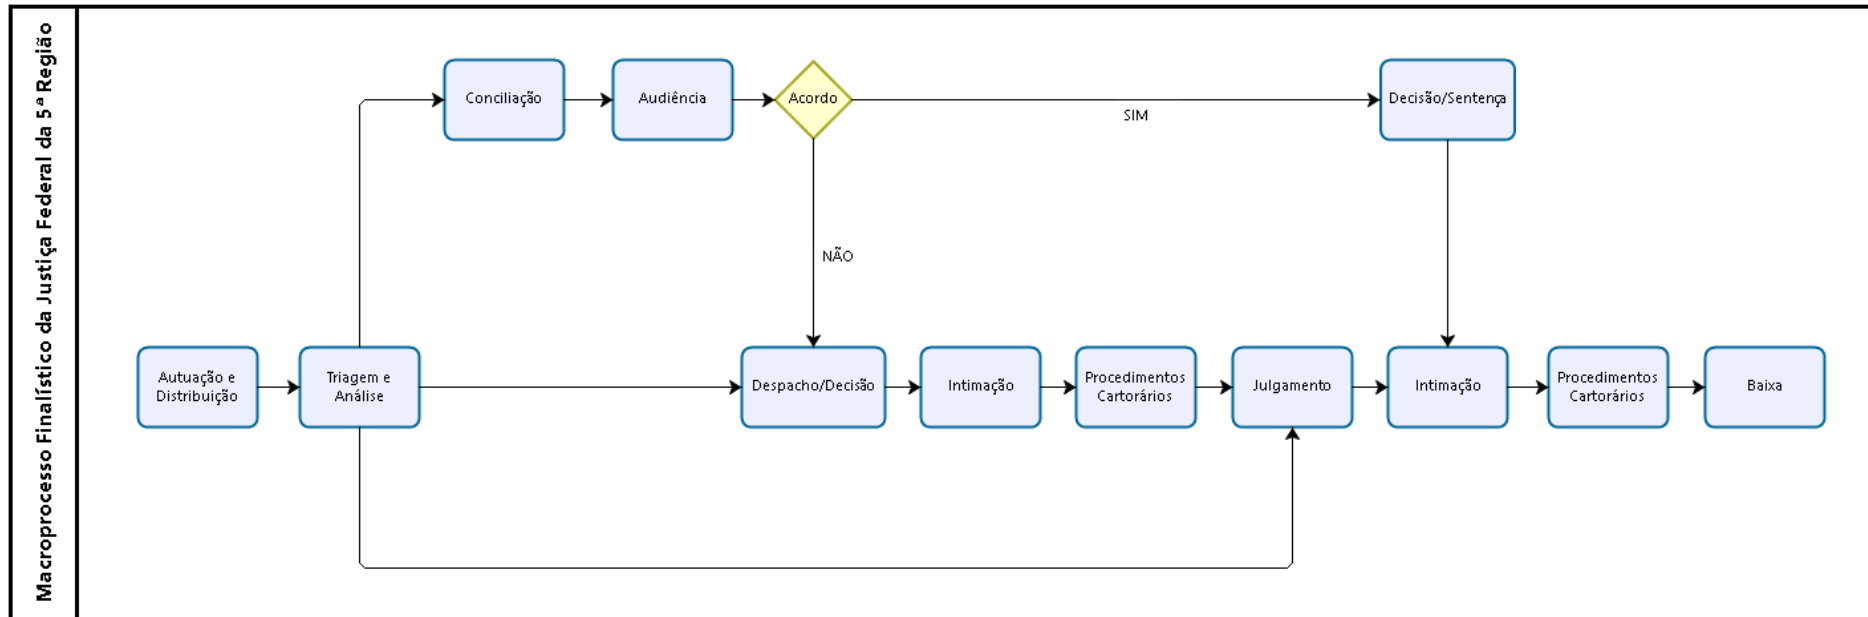 Macroprocesso Finalístico da Justiça Federal da 5ª Região
Conciliação
Audiência
Acordo
SIM
Decisão/Sentença
NÃO
Autuação e
Distribuição
Triagem e
Análise
Despacho/Decisão
Intimação
Procedimentos
Cartorários
Julgamento
Intimação
Procedimentos
Cartorários
Baixa